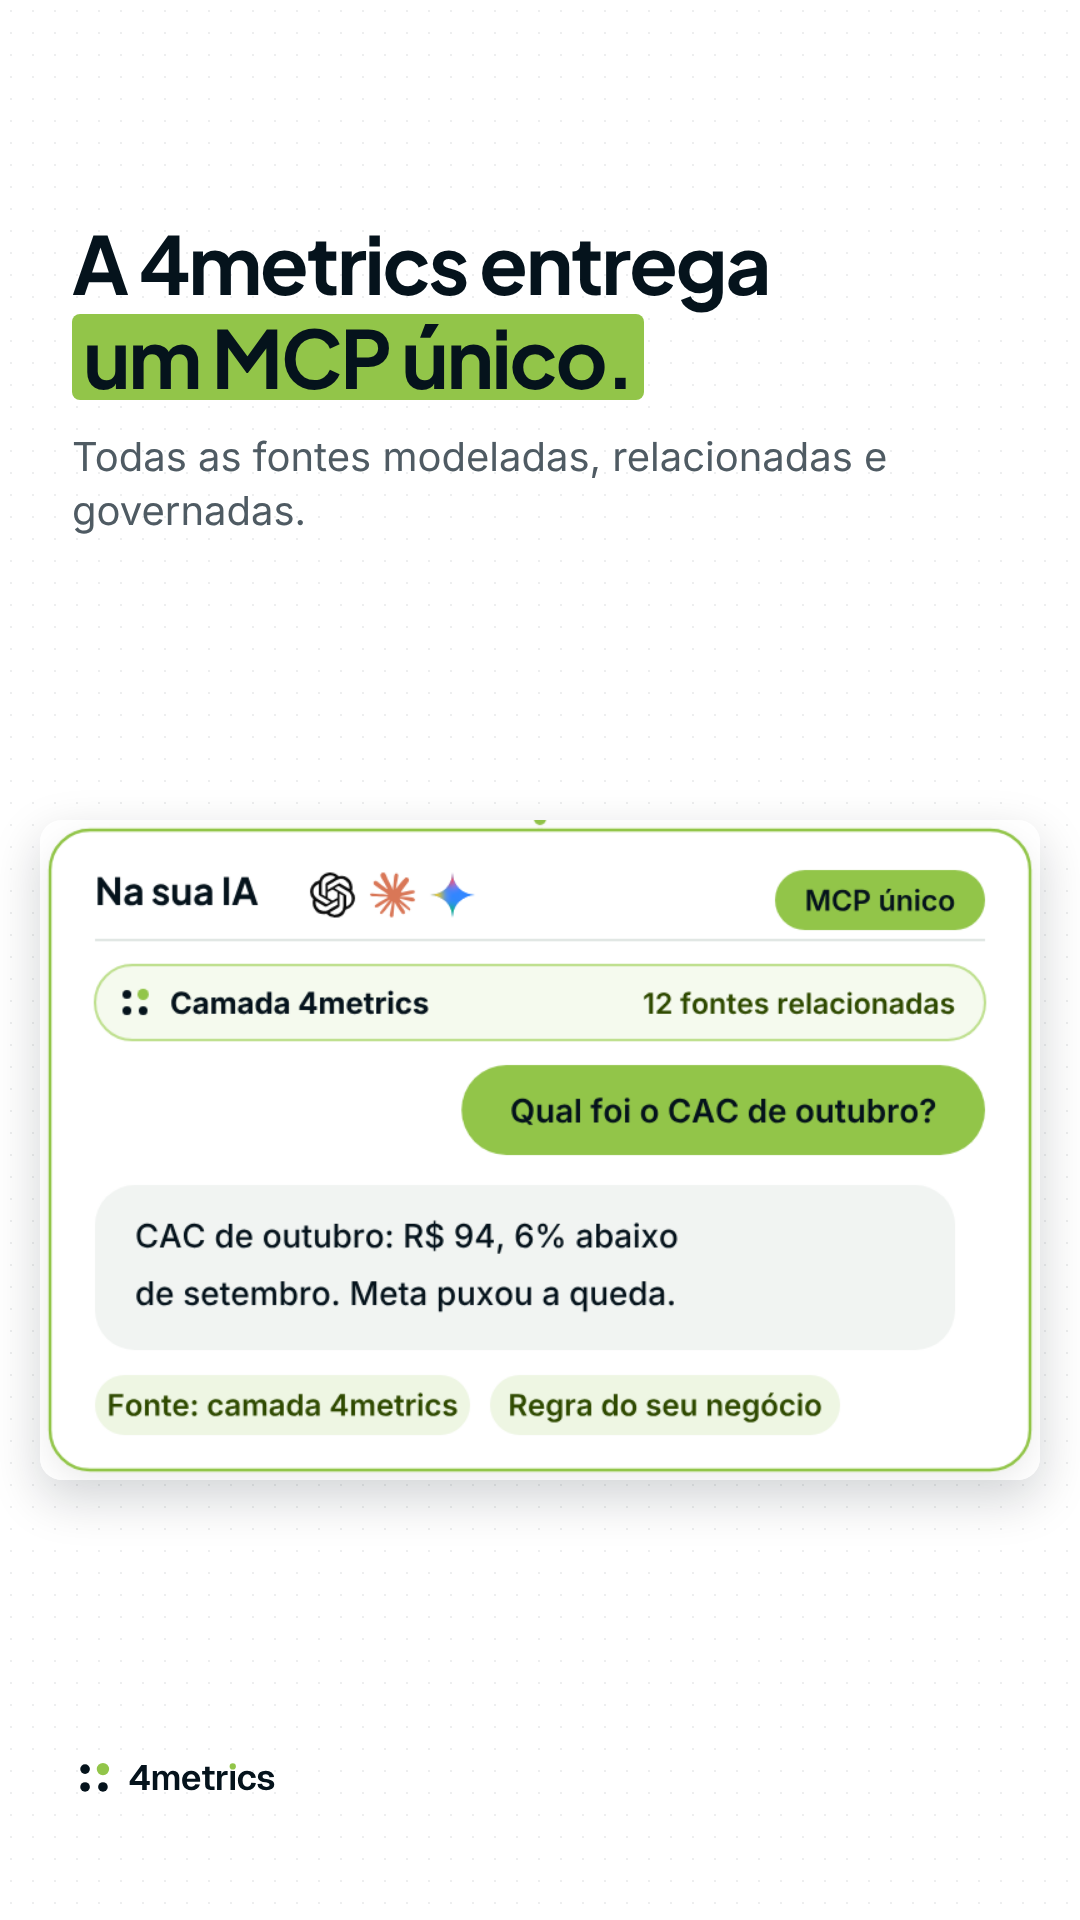 A 4metrics entrega
um MCP único.
Todas as fontes modeladas, relacionadas e
governadas.
Na sua IA
MCP único
Camada 4metrics
12 fontes relacionadas
Qual foi o CAC de outubro?
CAC de outubro: R$ 94, 6% abaixo
de setembro. Meta puxou a queda.
Fonte: camada 4metrics
Regra do seu negócio
4metrics